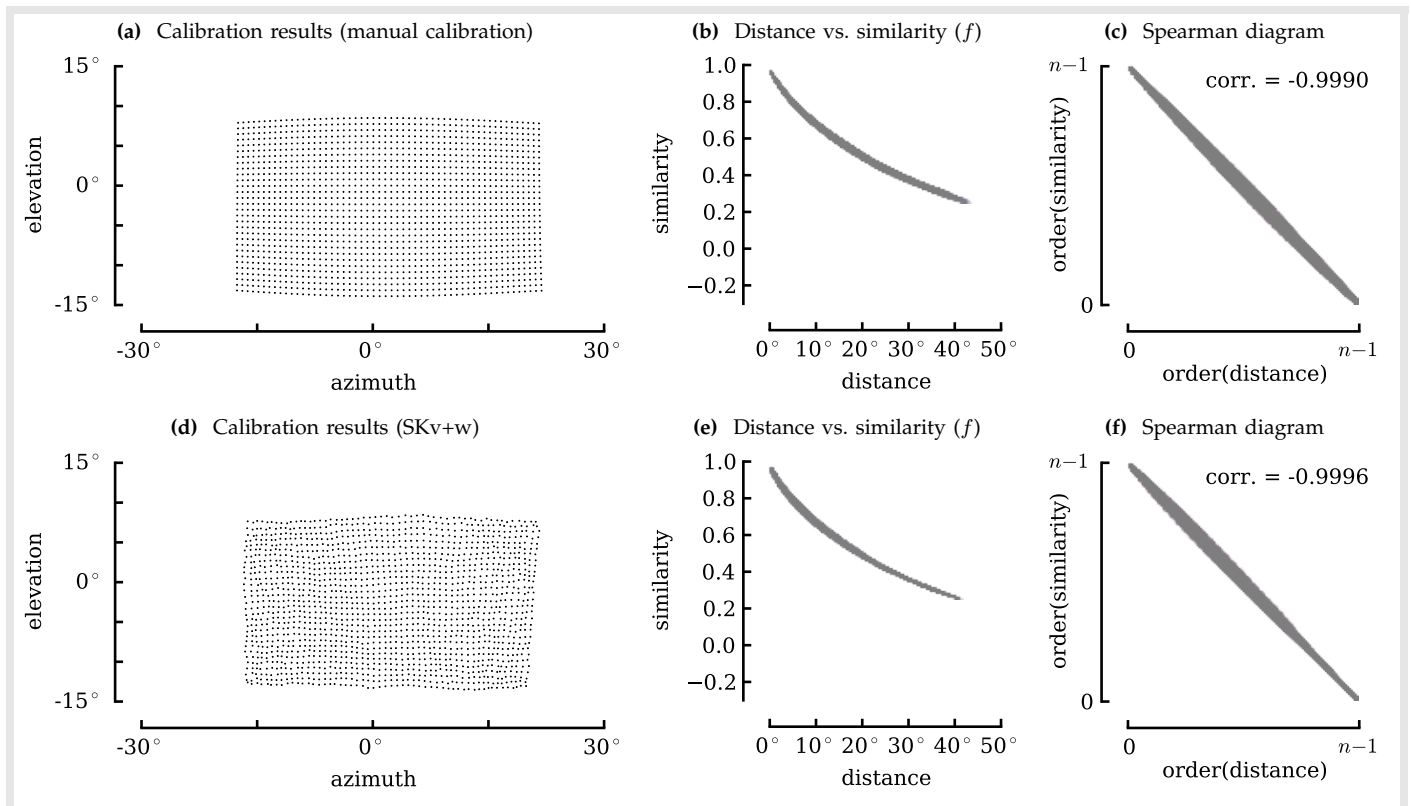 (a) Calibration results (manual calibration)
15°
0°
-15°
elevation
-30°
0°
30°
azimuth
(b) Distance vs. similarity (f)
1.0
0.8
0.6
0.4
0.2
0.0
−0.2
similarity
0° 10° 20° 30° 40° 50°
distance
(c) Spearman diagram
n−1
corr. = -0.9990
order(similarity)
0
0
n−1
order(distance)
(d) Calibration results (SKv+w)
15°
0°
-15°
elevation
-30°
0°
30°
azimuth
(e) Distance vs. similarity (f)
1.0
0.8
0.6
0.4
0.2
0.0
−0.2
similarity
0° 10° 20° 30° 40° 50°
distance
(f) Spearman diagram
n−1
corr. = -0.9996
order(similarity)
0
0
n−1
order(distance)